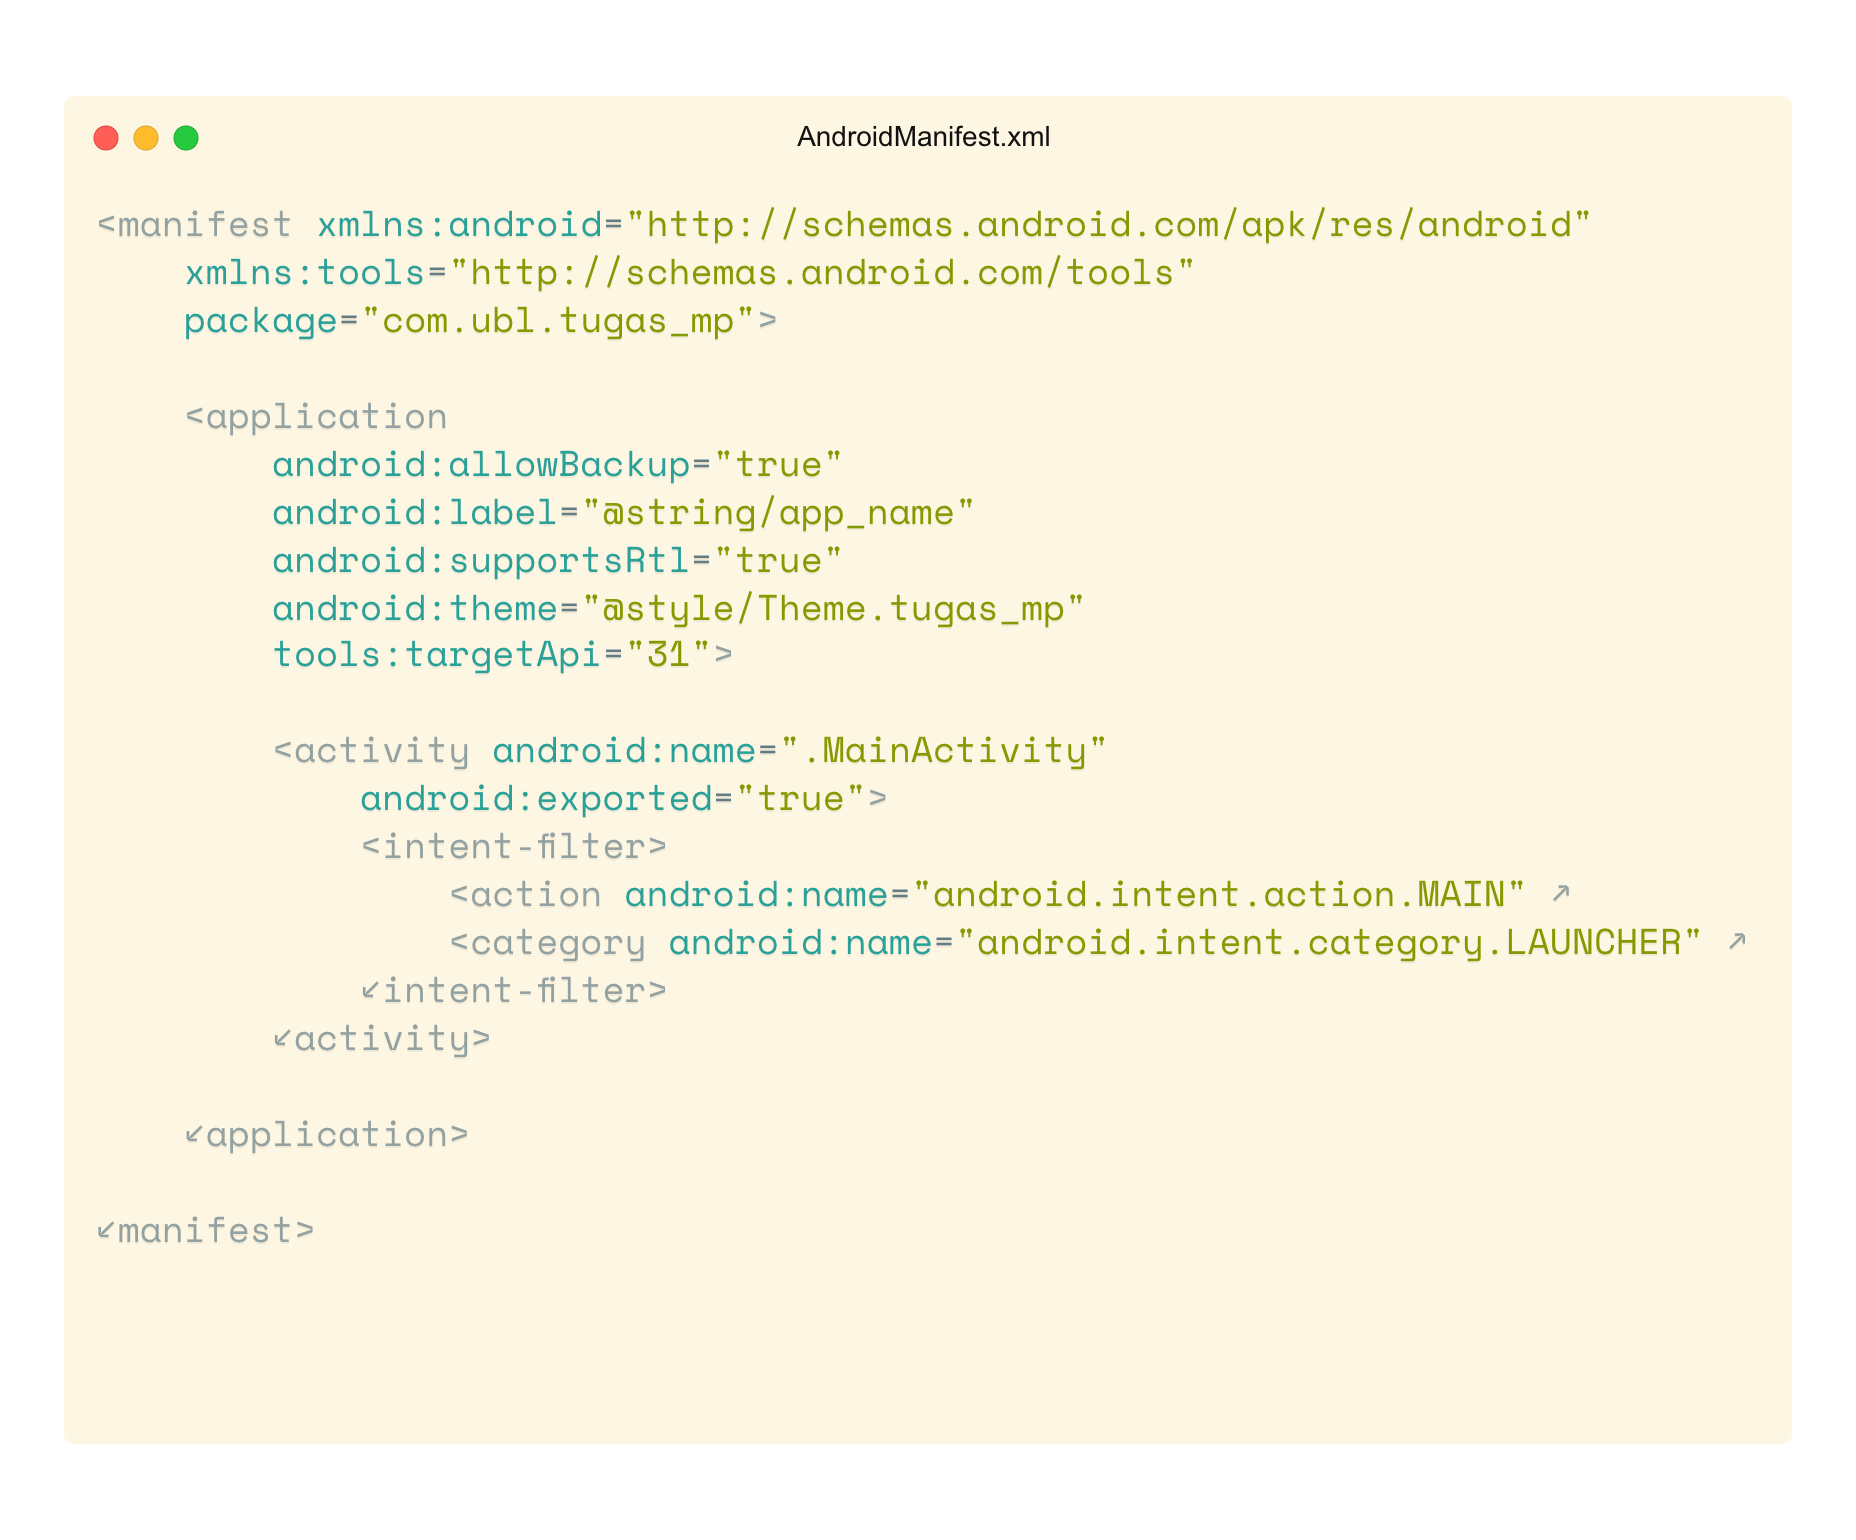 AndroidManifest.xml
<manifest xmlns:android="http://schemas.android.com/apk/res/android"
    xmlns:tools="http://schemas.android.com/tools"
    package="com.ubl.tugas_mp">

    <application
        android:allowBackup="true"
        android:label="@string/app_name"
        android:supportsRtl="true"
        android:theme="@style/Theme.tugas_mp"
        tools:targetApi="31">

        <activity android:name=".MainActivity"
            android:exported="true">
            <intent-filter>
                <action android:name="android.intent.action.MAIN" ↗
                <category android:name="android.intent.category.LAUNCHER" ↗
            ↙intent-filter>
        ↙activity>

    ↙application>

↙manifest>